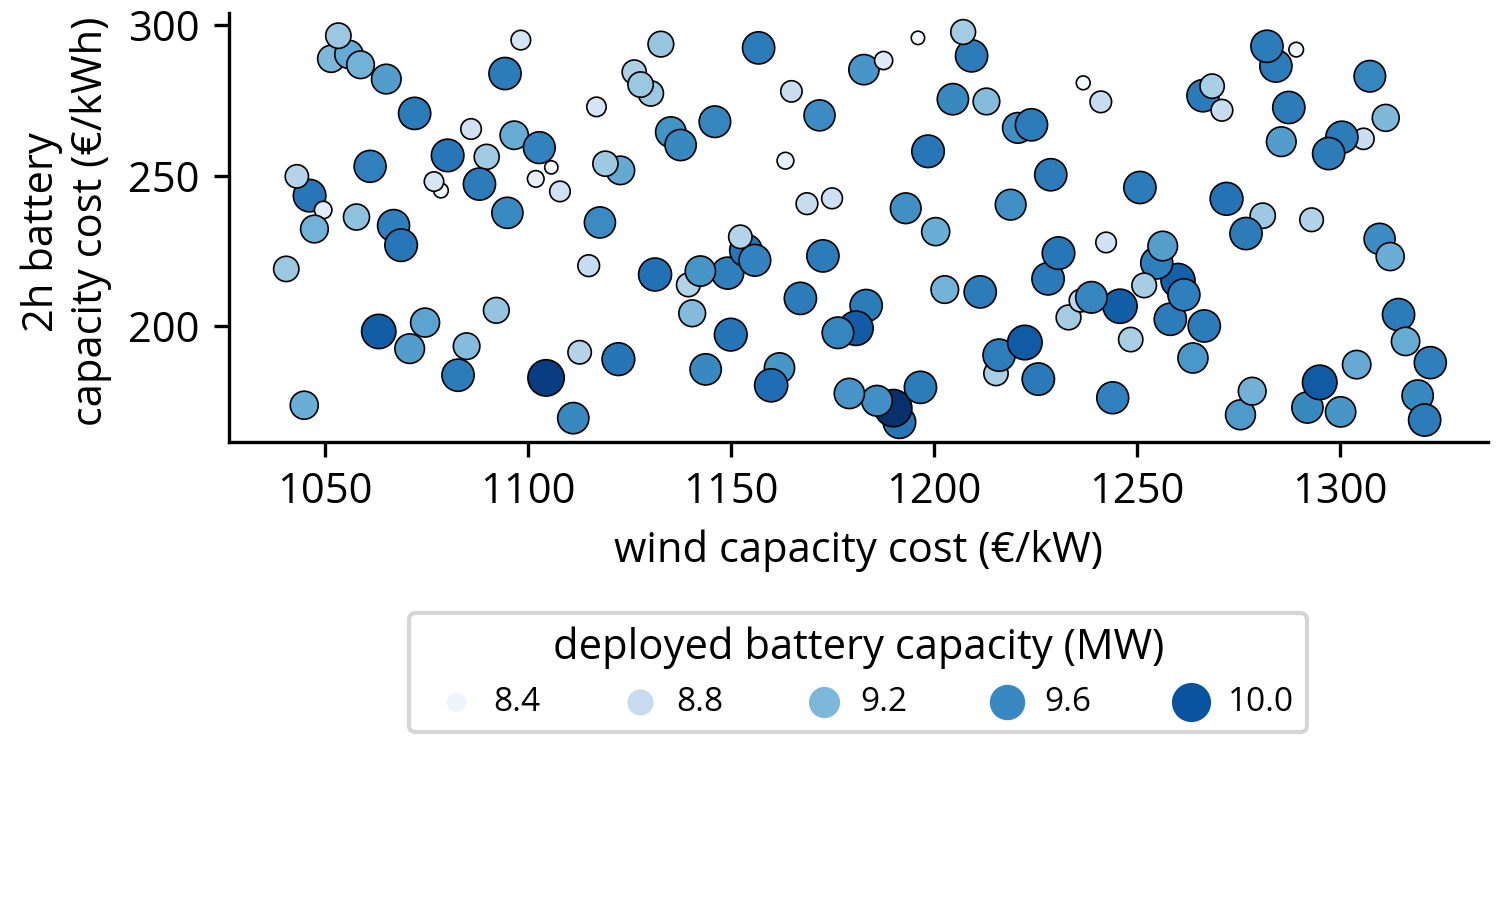 2h battery
capacity cost (€/kWh)
300
250
200
1050 1100 1150 1200 1250 1300
wind capacity cost (€/kW)
deployed battery capacity (MW)
8.4 8.8 9.2 9.6 10.0